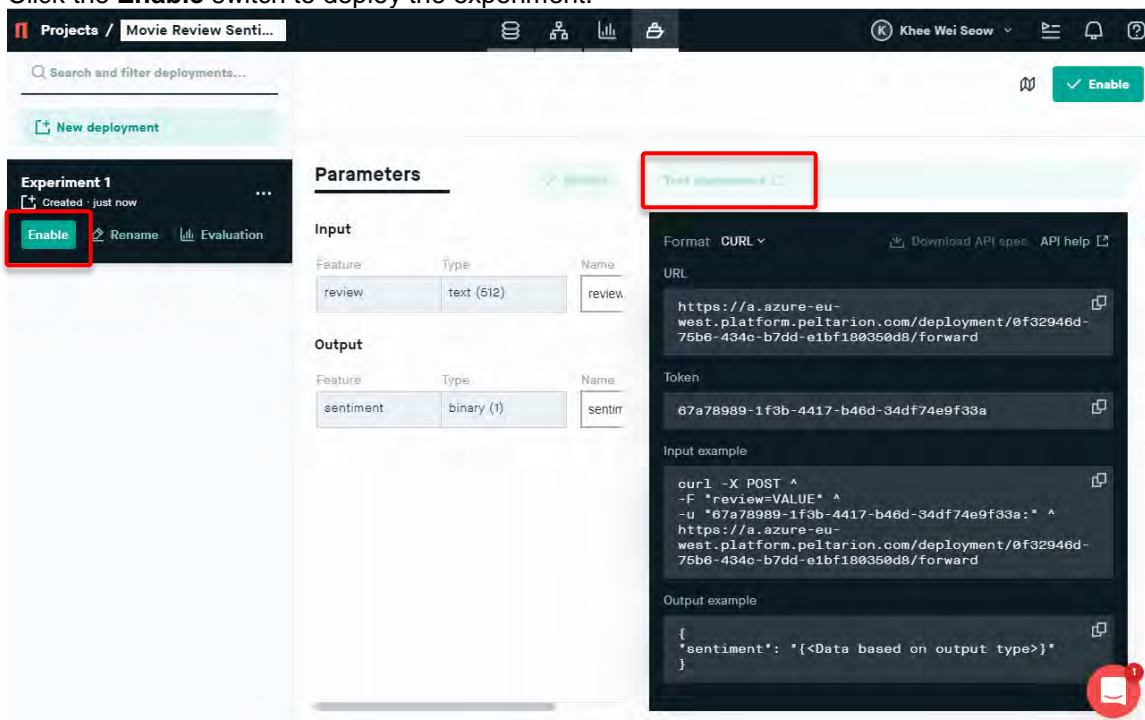 Click the Enable switch to deploy the experiment.
Projects / Movie Review Senti...
K Khee Wei Seow
Search and filter deployments...
Enable
New deployment
Experiment 1
Created · just now
Enable Rename Evaluation
Parameters
Test deployment
Input
Feature Type Name
review text (512) review
Output
Feature Type Name
sentiment binary (1) sentim
Format CURL Download API spec API help
URL
https://a.azure-eu-
west.platform.peltarion.com/deployment/0f32946d-
75b6-434c-b7dd-e1bf180350d8/forward
Token
67a78989-1f3b-4417-b46d-34df74e9f33a
Input example
curl -X POST ^
-F "review=VALUE" ^
-u "67a78989-1f3b-4417-b46d-34df74e9f33a:" ^
https://a.azure-eu-
west.platform.peltarion.com/deployment/0f32946d-
75b6-434c-b7dd-e1bf180350d8/forward
Output example
{
"sentiment": "{<Data based on output type>}"
}
1